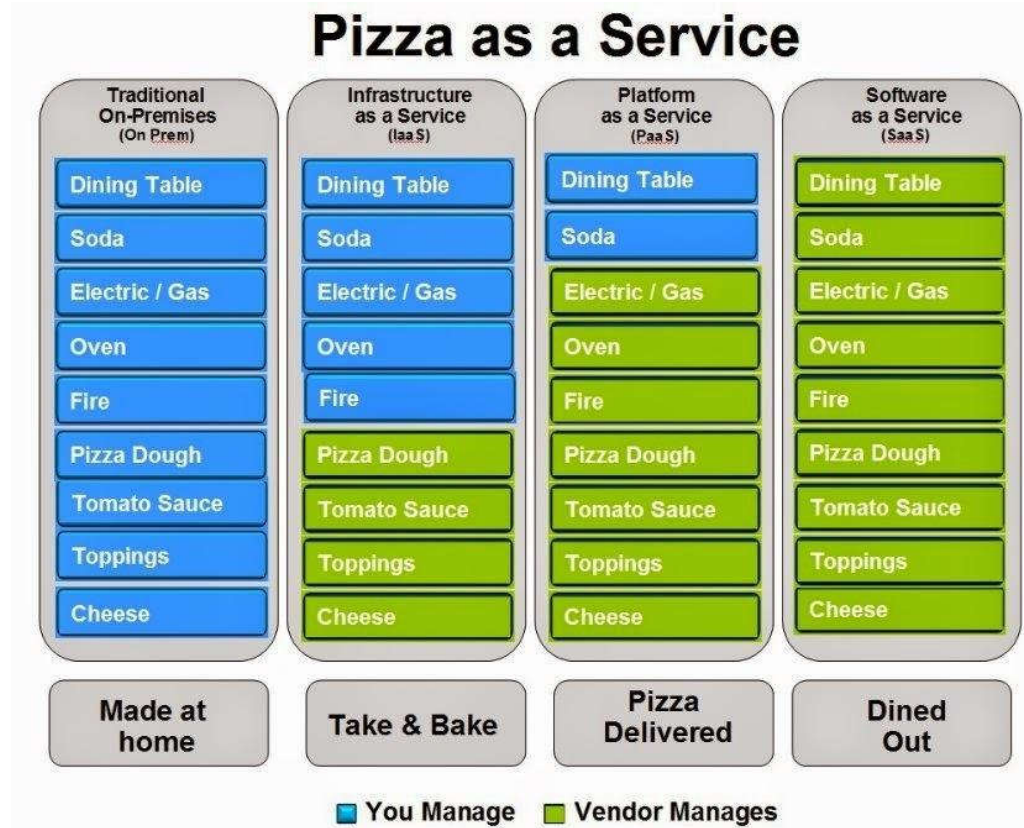 Pizza as a Service
Traditional
On-Premises
(On Prem)
Dining Table
Soda
Electric / Gas
Oven
Fire
Pizza Dough
Tomato Sauce
Toppings
Cheese
Made at
home
Infrastructure
as a Service
(IaaS)
Dining Table
Soda
Electric / Gas
Oven
Fire
Pizza Dough
Tomato Sauce
Toppings
Cheese
Take & Bake
Platform
as a Service
(PaaS)
Dining Table
Soda
Electric / Gas
Oven
Fire
Pizza Dough
Tomato Sauce
Toppings
Cheese
Pizza
Delivered
Software
as a Service
(SaaS)
Dining Table
Soda
Electric / Gas
Oven
Fire
Pizza Dough
Tomato Sauce
Toppings
Cheese
Dined
Out
You Manage
Vendor Manages